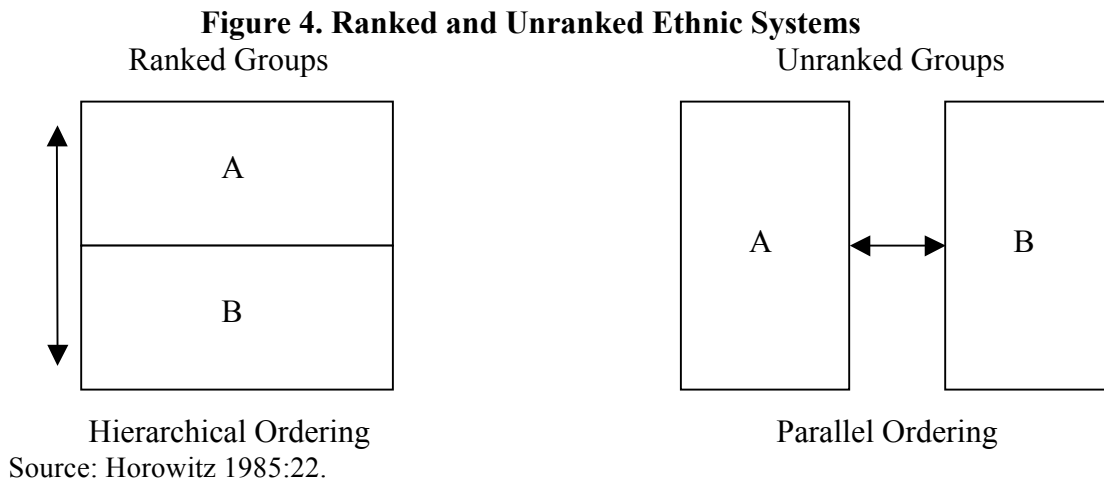 Figure 4. Ranked and Unranked Ethnic Systems
Ranked Groups Unranked Groups
A
A B
B
Hierarchical Ordering Parallel Ordering
Source: Horowitz 1985:22.